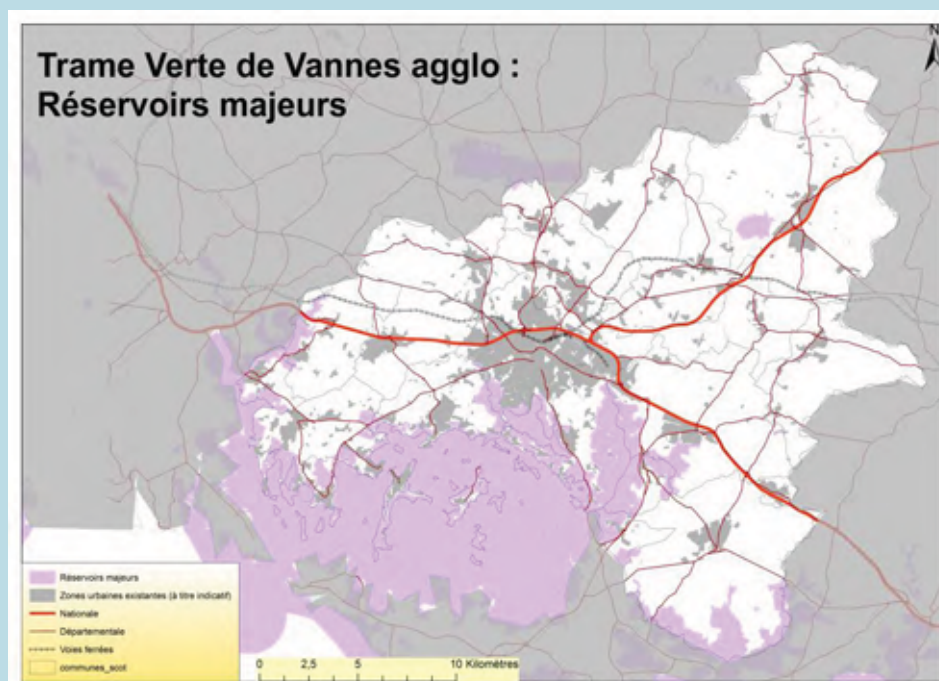 Trame Verte de Vannes agglo :
Réservoirs majeurs
N
Réservoirs majeurs
Zones urbaines existantes (à titre indicatif)
Nationale
Départementale
Voies ferrées
communes_scot
0 2,5 5 10 Kilomètres